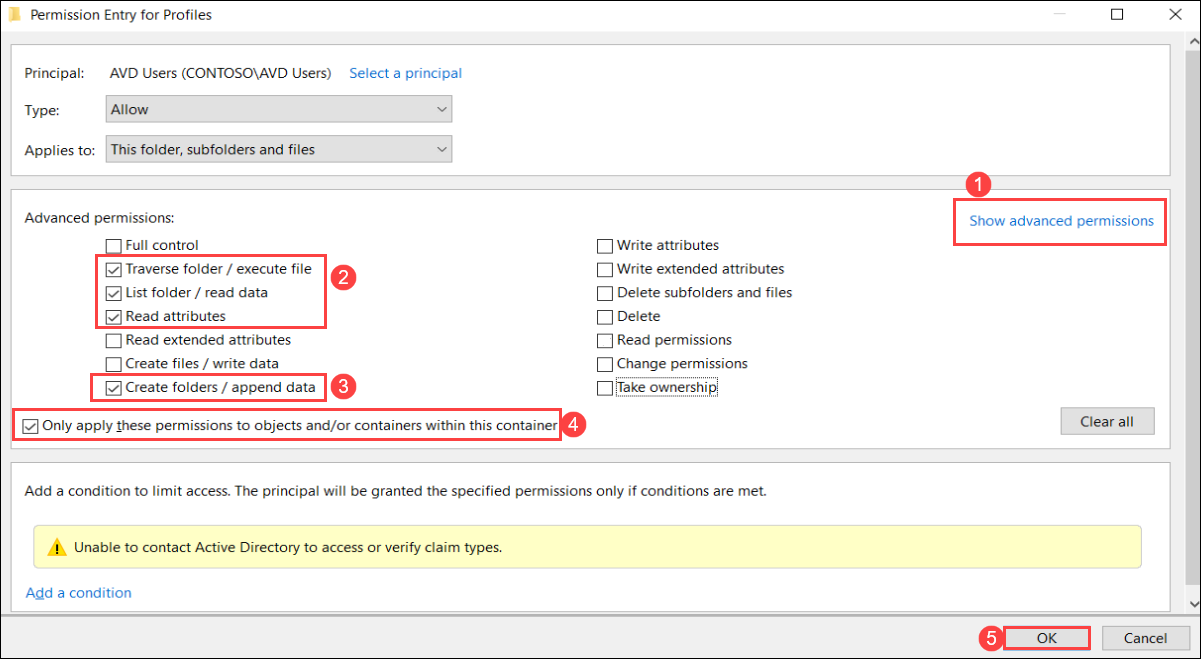 Permission Entry for Profiles
Principal: AVD Users (CONTOSO\AVD Users) Select a principal
Type: Allow
Applies to: This folder, subfolders and files
1
Advanced permissions: Show advanced permissions
Full control Write attributes
Traverse folder / execute file 2 Write extended attributes
List folder / read data Delete subfolders and files
Read attributes Delete
Read extended attributes Read permissions
Create files / write data Change permissions
Create folders / append data 3 Take ownership
Only apply these permissions to objects and/or containers within this container 4 Clear all
Add a condition to limit access. The principal will be granted the specified permissions only if conditions are met.
Unable to contact Active Directory to access or verify claim types.
Add a condition
5 OK Cancel